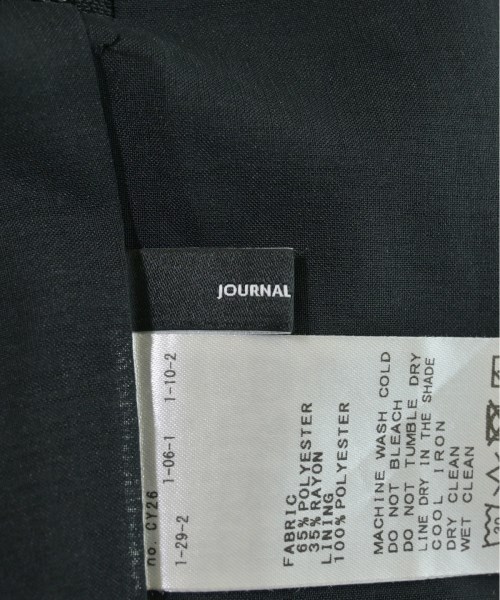 JOURNAL
no. CY26
1-29-2
1-06-1
1-10-2
FABRIC
65% POLYESTER
35% RAYON
LINING
100% POLYESTER
MACHINE WASH COLD
DO NOT BLEACH
DO NOT TUMBLE DRY
LINE DRY IN THE SHADE
COOL IRON
DRY CLEAN
WET CLEAN